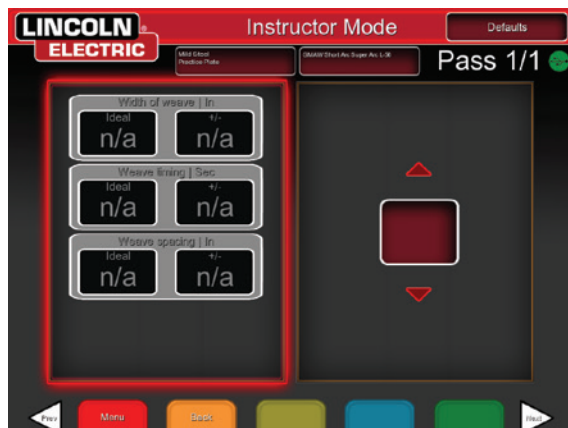 LINCOLN
ELECTRIC
Instructor Mode
Defaults
Mild Steel
Practice Plate
GMAW Short Arc Super Arc L-56
Pass 1/1
Width of weave | In
Ideal
+/-
n/a
n/a
Weave timing | Sec
Ideal
+/-
n/a
n/a
Weave spacing | In
Ideal
+/-
n/a
n/a
Prev
Menu
Back
Next